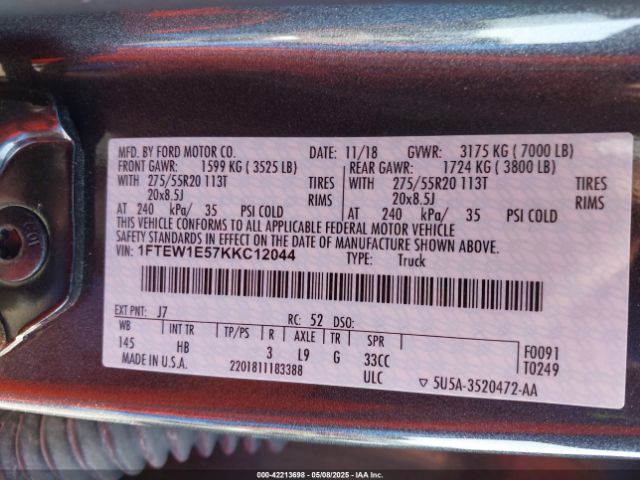 MFD. BY FORD MOTOR CO. DATE: 11/18 GVWR: 3175 KG ( 7000 LB)
FRONT GAWR: 1599 KG ( 3525 LB) REAR GAWR: 1724 KG ( 3800 LB)
WITH 275/55R20 113T TIRES WITH 275/55R20 113T TIRES
20x8.5J RIMS 20x8.5J RIMS
AT 240 kPa/ 35 PSI COLD AT 240 kPa/ 35 PSI COLD
THIS VEHICLE CONFORMS TO ALL APPLICABLE FEDERAL MOTOR VEHICLE
SAFETY STANDARDS IN EFFECT ON THE DATE OF MANUFACTURE SHOWN ABOVE.
VIN: 1FTEW1E57KKC12044 TYPE: Truck
EXT PNT: J7 RC: 52 DSO:
WB INT TR TP/PS R AXLE TR SPR F0091
145 HB 3 L9 G 33CC T0249
MADE IN U.S.A. 2201811183388 ULC ▽ 5U5A-3520472-AA
000-42213698 - 05/08/2025 - IAAI.COM